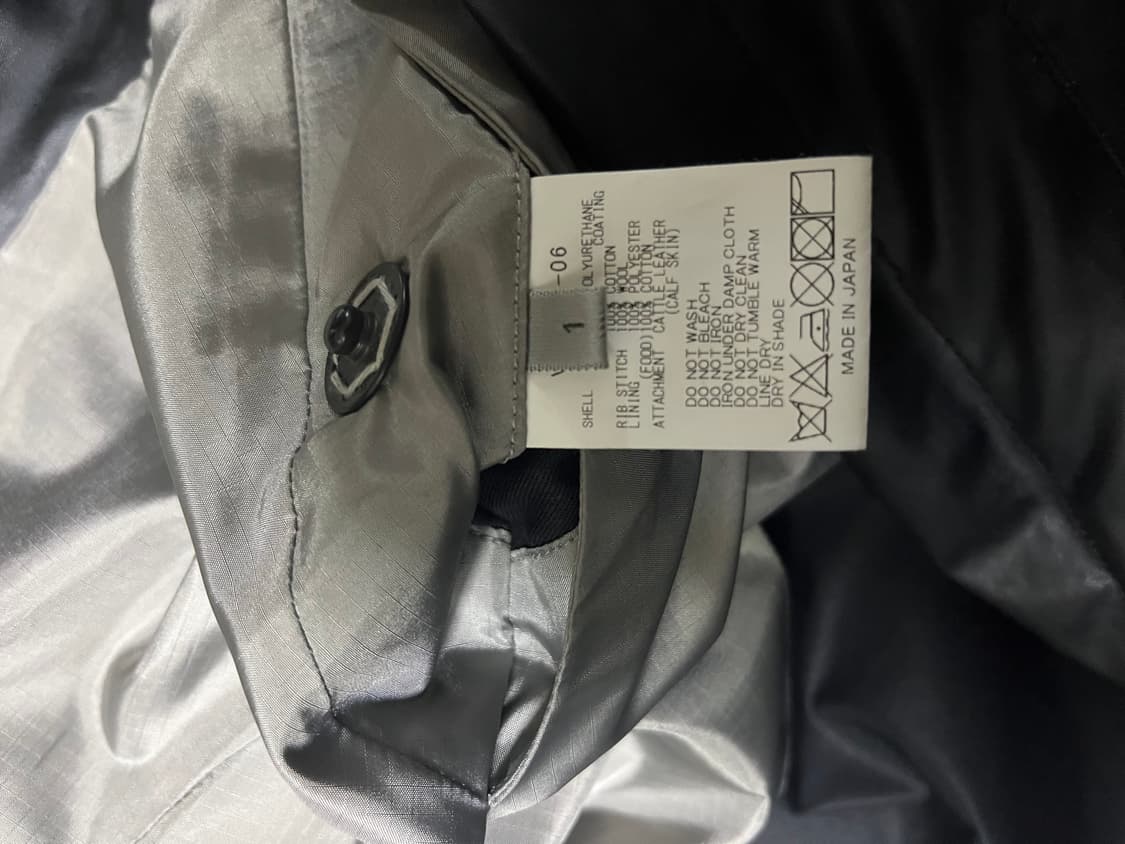 -06
1
SHELL OLYURETHANE
COATING
100% COTTON
RIB STITCH 100% WOOL
LINING (FOOD) 100% POLYESTER
100% COTTON
ATTACHMENT CATTLE LEATHER
(CALF SKIN)
DO NOT WASH
DO NOT BLEACH
DO NOT IRON
IRON UNDER DAMP CLOTH
DO NOT DRY CLEAN
DO NOT TUMBLE WARM
LINE DRY
DRY IN SHADE
MADE IN JAPAN